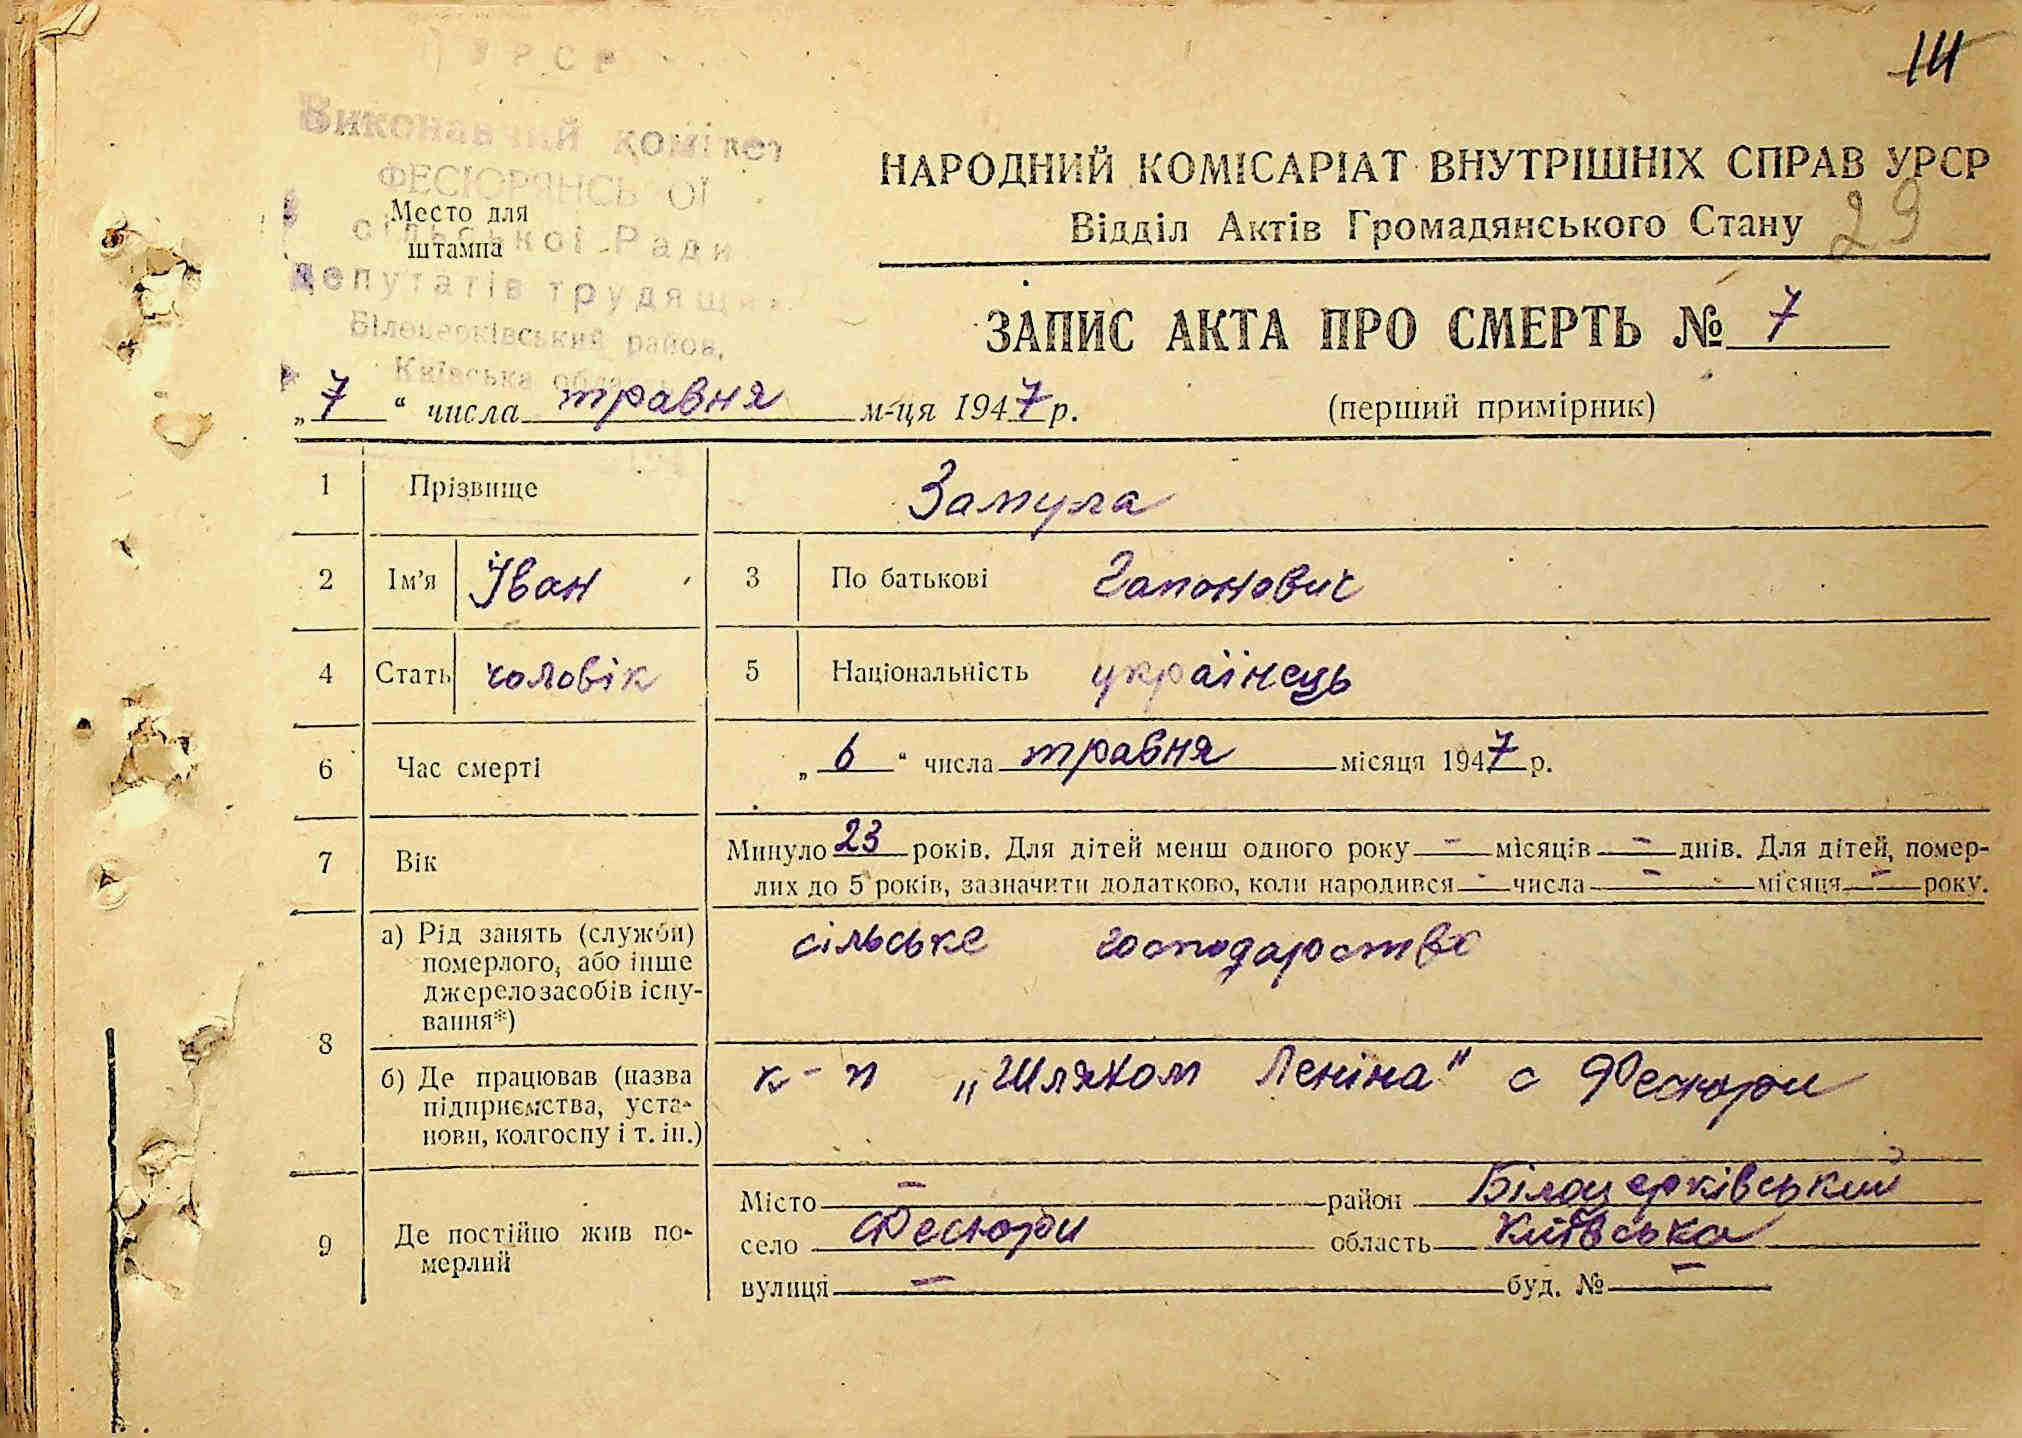 14
УРСР
Виконавчий комітет
ФЕСЮРЯНСЬ ОЇ
сільської Ради
депутатів трудящих
Білоцерківський район,
Київська
Место для
штампа
НАРОДНИЙ КОМІСАРІАТ ВНУТРІШНІХ СПРАВ УРСР
Відділ Актів Громадянського Стану
29
ЗАПИС АКТА ПРО СМЕРТЬ № 7
„7“ числа травня м-ця 1947 р.
(перший примірник)
1 Прізвище Замула
2 Ім'я Іван 3 По батькові Гапонович
4 Стать чоловік 5 Національність українець
6 Час смерті „6“ числа травня місяця 1947 р.
7 Вік Минуло 23 років. Для дітей менш одного року — місяців — днів. Для дітей, помер-
лих до 5 років, зазначити додатково, коли народився — числа — місяця — року.
8 а) Рід занять (служби)
померлого, або інше
джерело засобів існу-
вання*)
сільське господарство
б) Де працював (назва
підприємства, уста-
нови, колгоспу і т. ін.)
к-п „Шляхом Леніна" с Фесюри
9 Де постійно жив по-
мерлий
Місто — район Білоцерківський
село Фесюри область Київська
вулиця — буд. № —